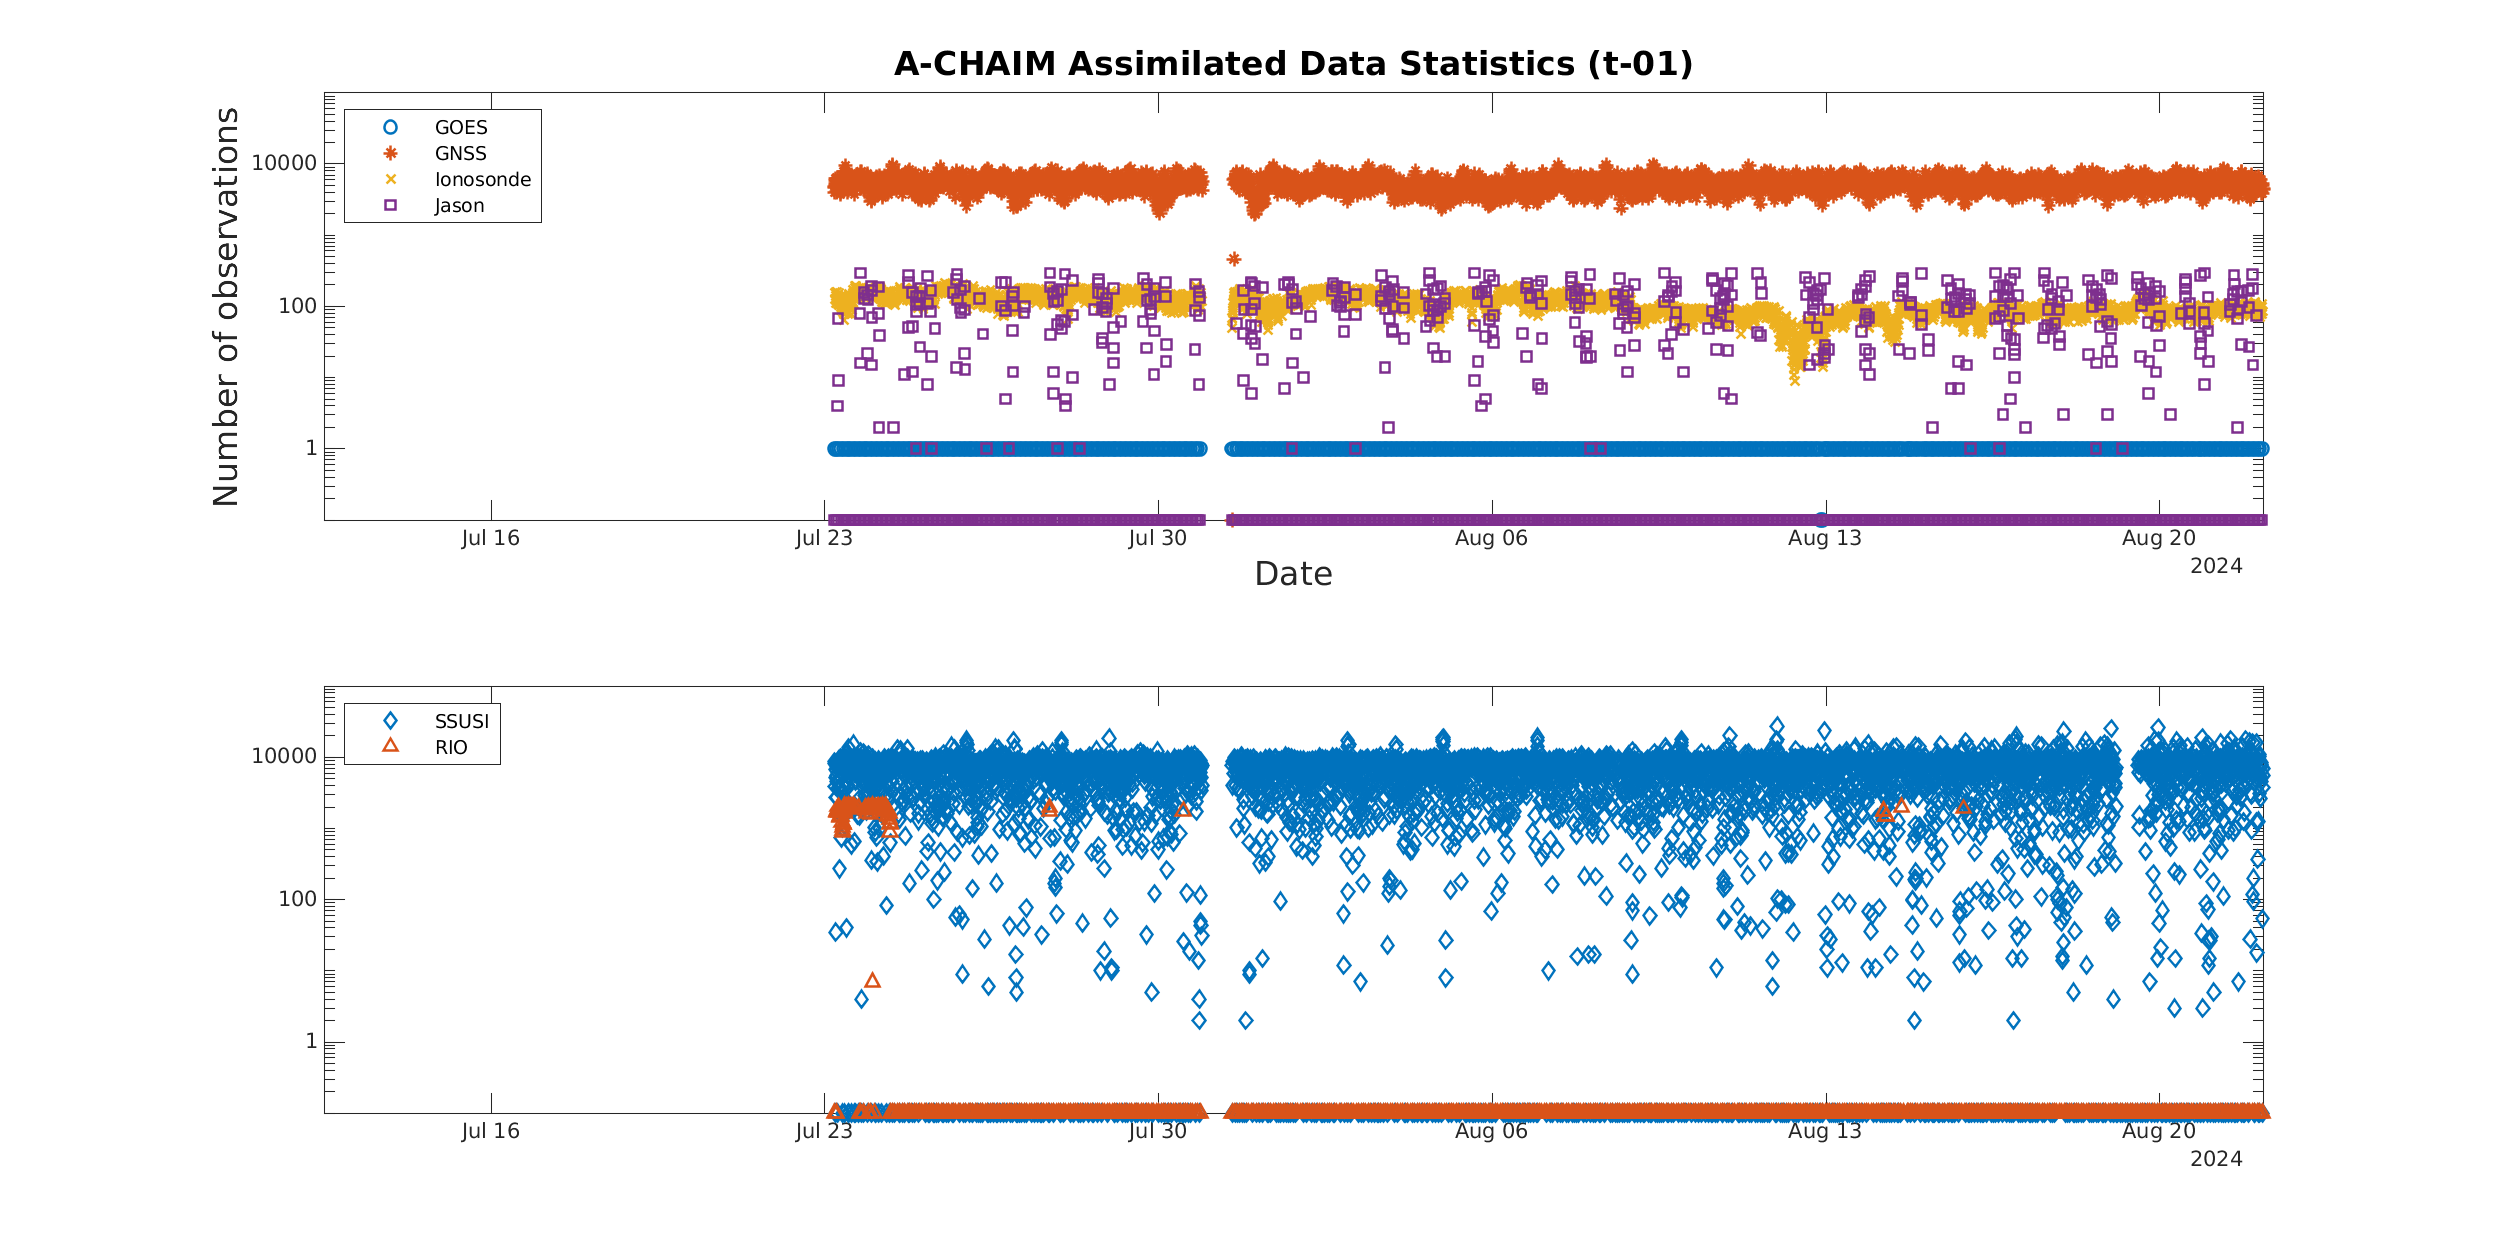 A-CHAIM Assimilated Data Statistics (t-01)
Number of observations
GOES
GNSS
Ionosonde
Jason
10000
100
1
Jul 16
Jul 23
Jul 30
Aug 06
Aug 13
Aug 20
2024
Date
SSUSI
RIO
10000
100
1
Jul 16
Jul 23
Jul 30
Aug 06
Aug 13
Aug 20
2024